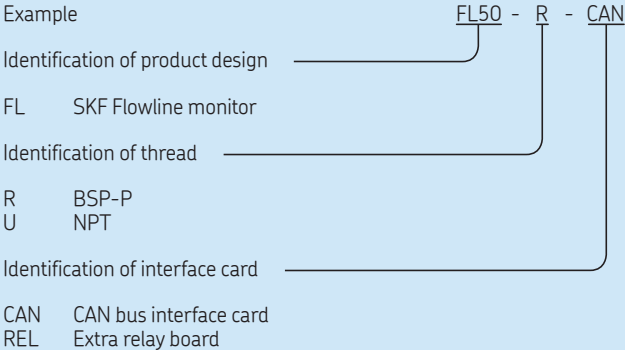 Example FL50 - R - CAN
Identification of product design
FL SKF Flowline monitor
Identification of thread
R BSP-P
U NPT
Identification of interface card
CAN CAN bus interface card
REL Extra relay board